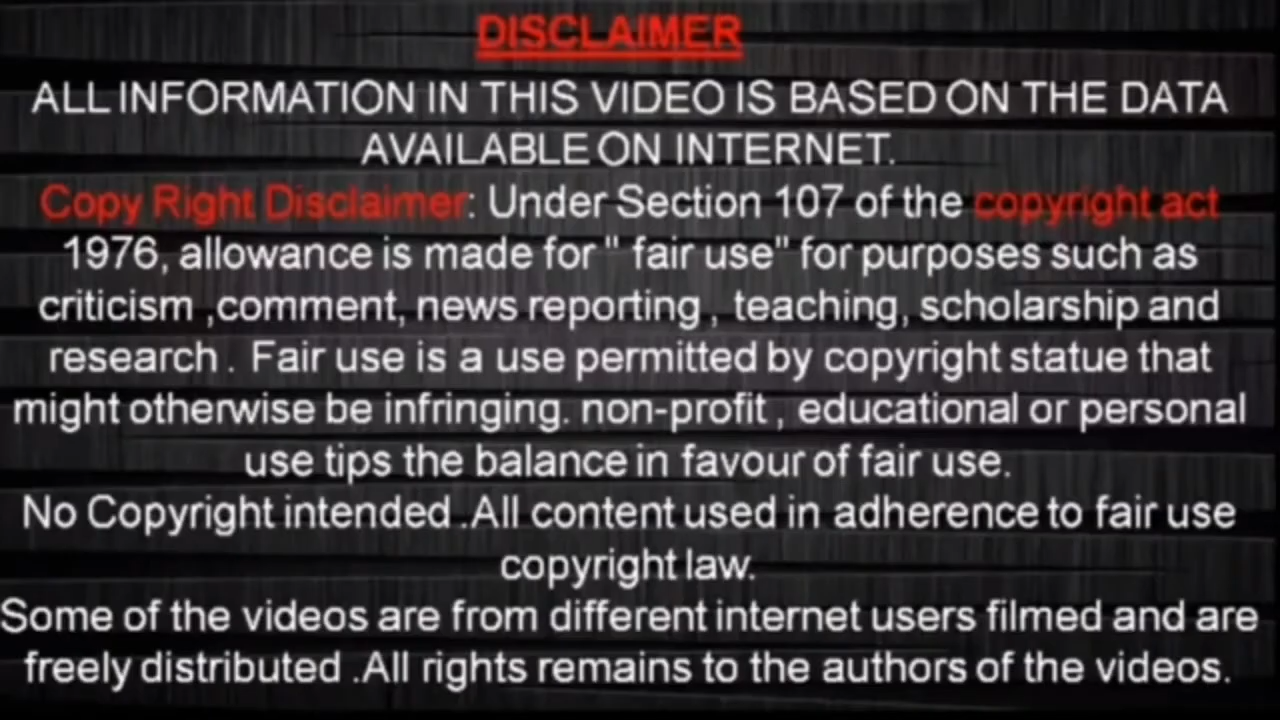 DISCLAIMER
ALL INFORMATION IN THIS VIDEO IS BASED ON THE DATA
AVAILABLE ON INTERNET.
Copy Right Disclaimer: Under Section 107 of the copyright act
1976, allowance is made for " fair use" for purposes such as
criticism ,comment, news reporting , teaching, scholarship and
research . Fair use is a use permitted by copyright statue that
might otherwise be infringing. non-profit , educational or personal
use tips the balance in favour of fair use.
No Copyright intended .All content used in adherence to fair use
copyright law.
Some of the videos are from different internet users filmed and are
freely distributed .All rights remains to the authors of the videos.